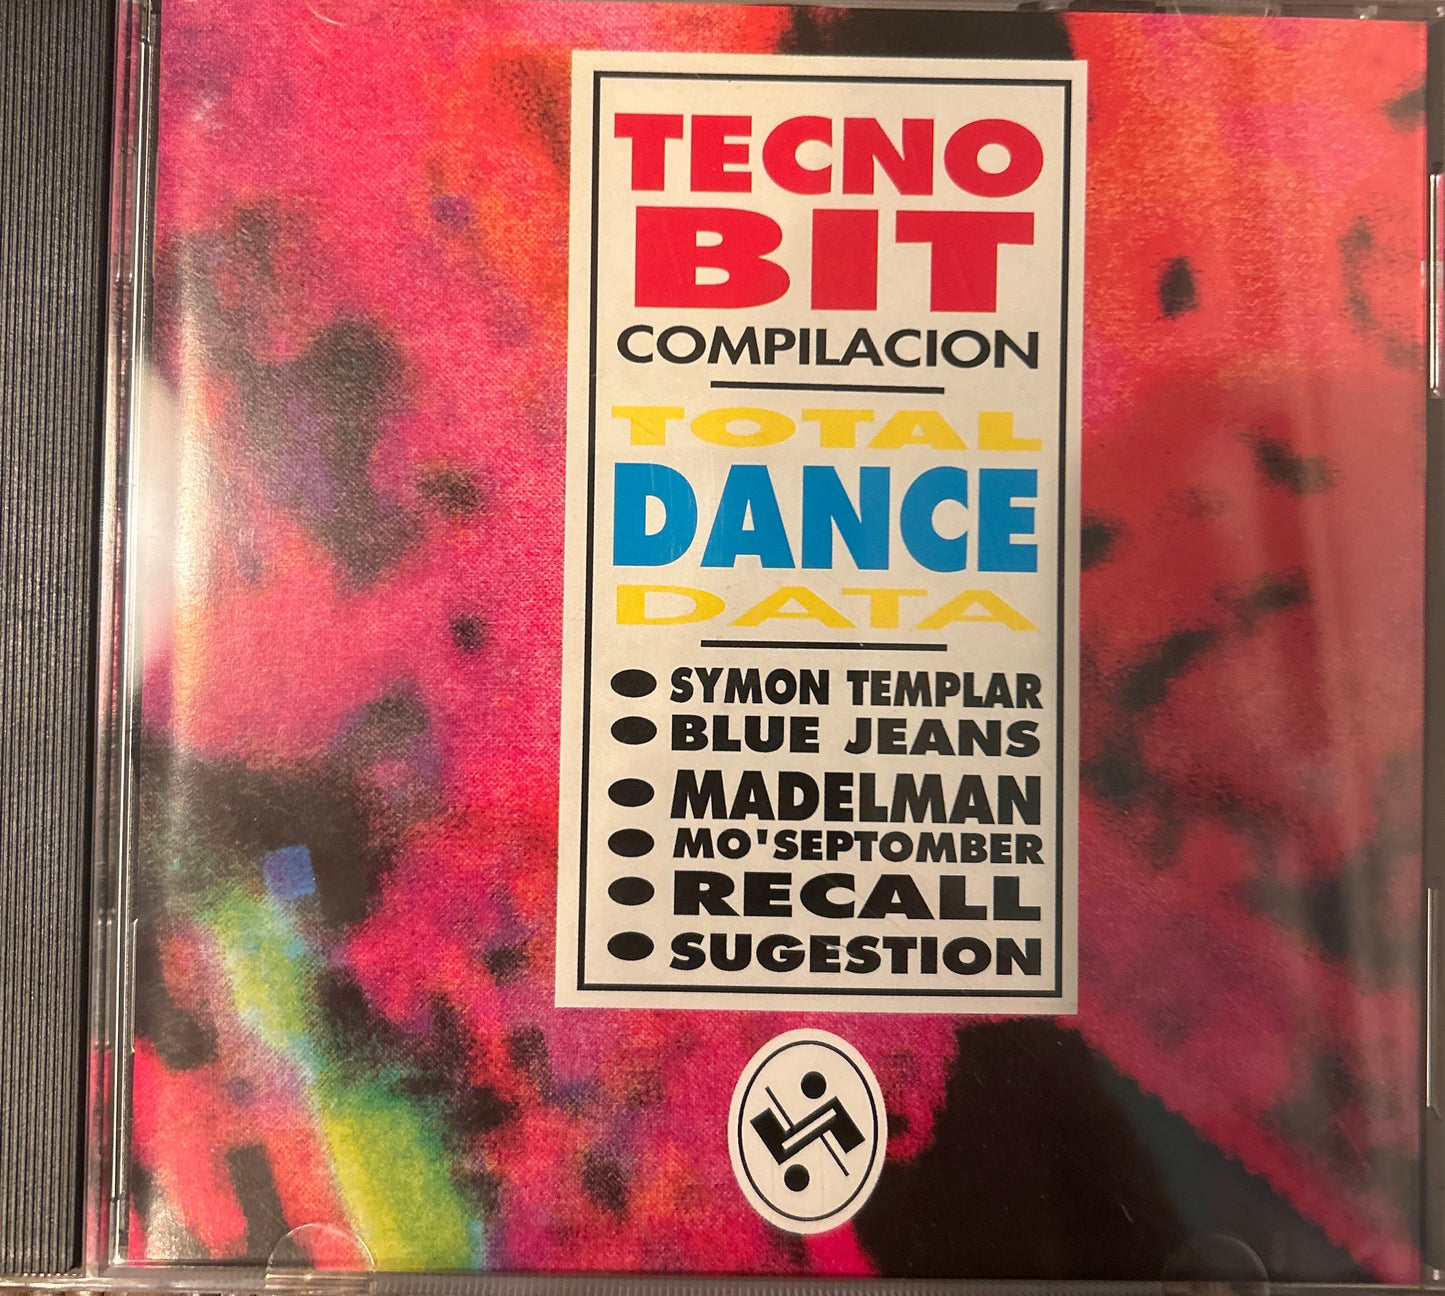 TECNO
BIT
COMPILACION
TOTAL
DANCE
DATA
● SYMON TEMPLAR
● BLUE JEANS
● MADELMAN
● MO'SEPTOMBER
● RECALL
● SUGESTION